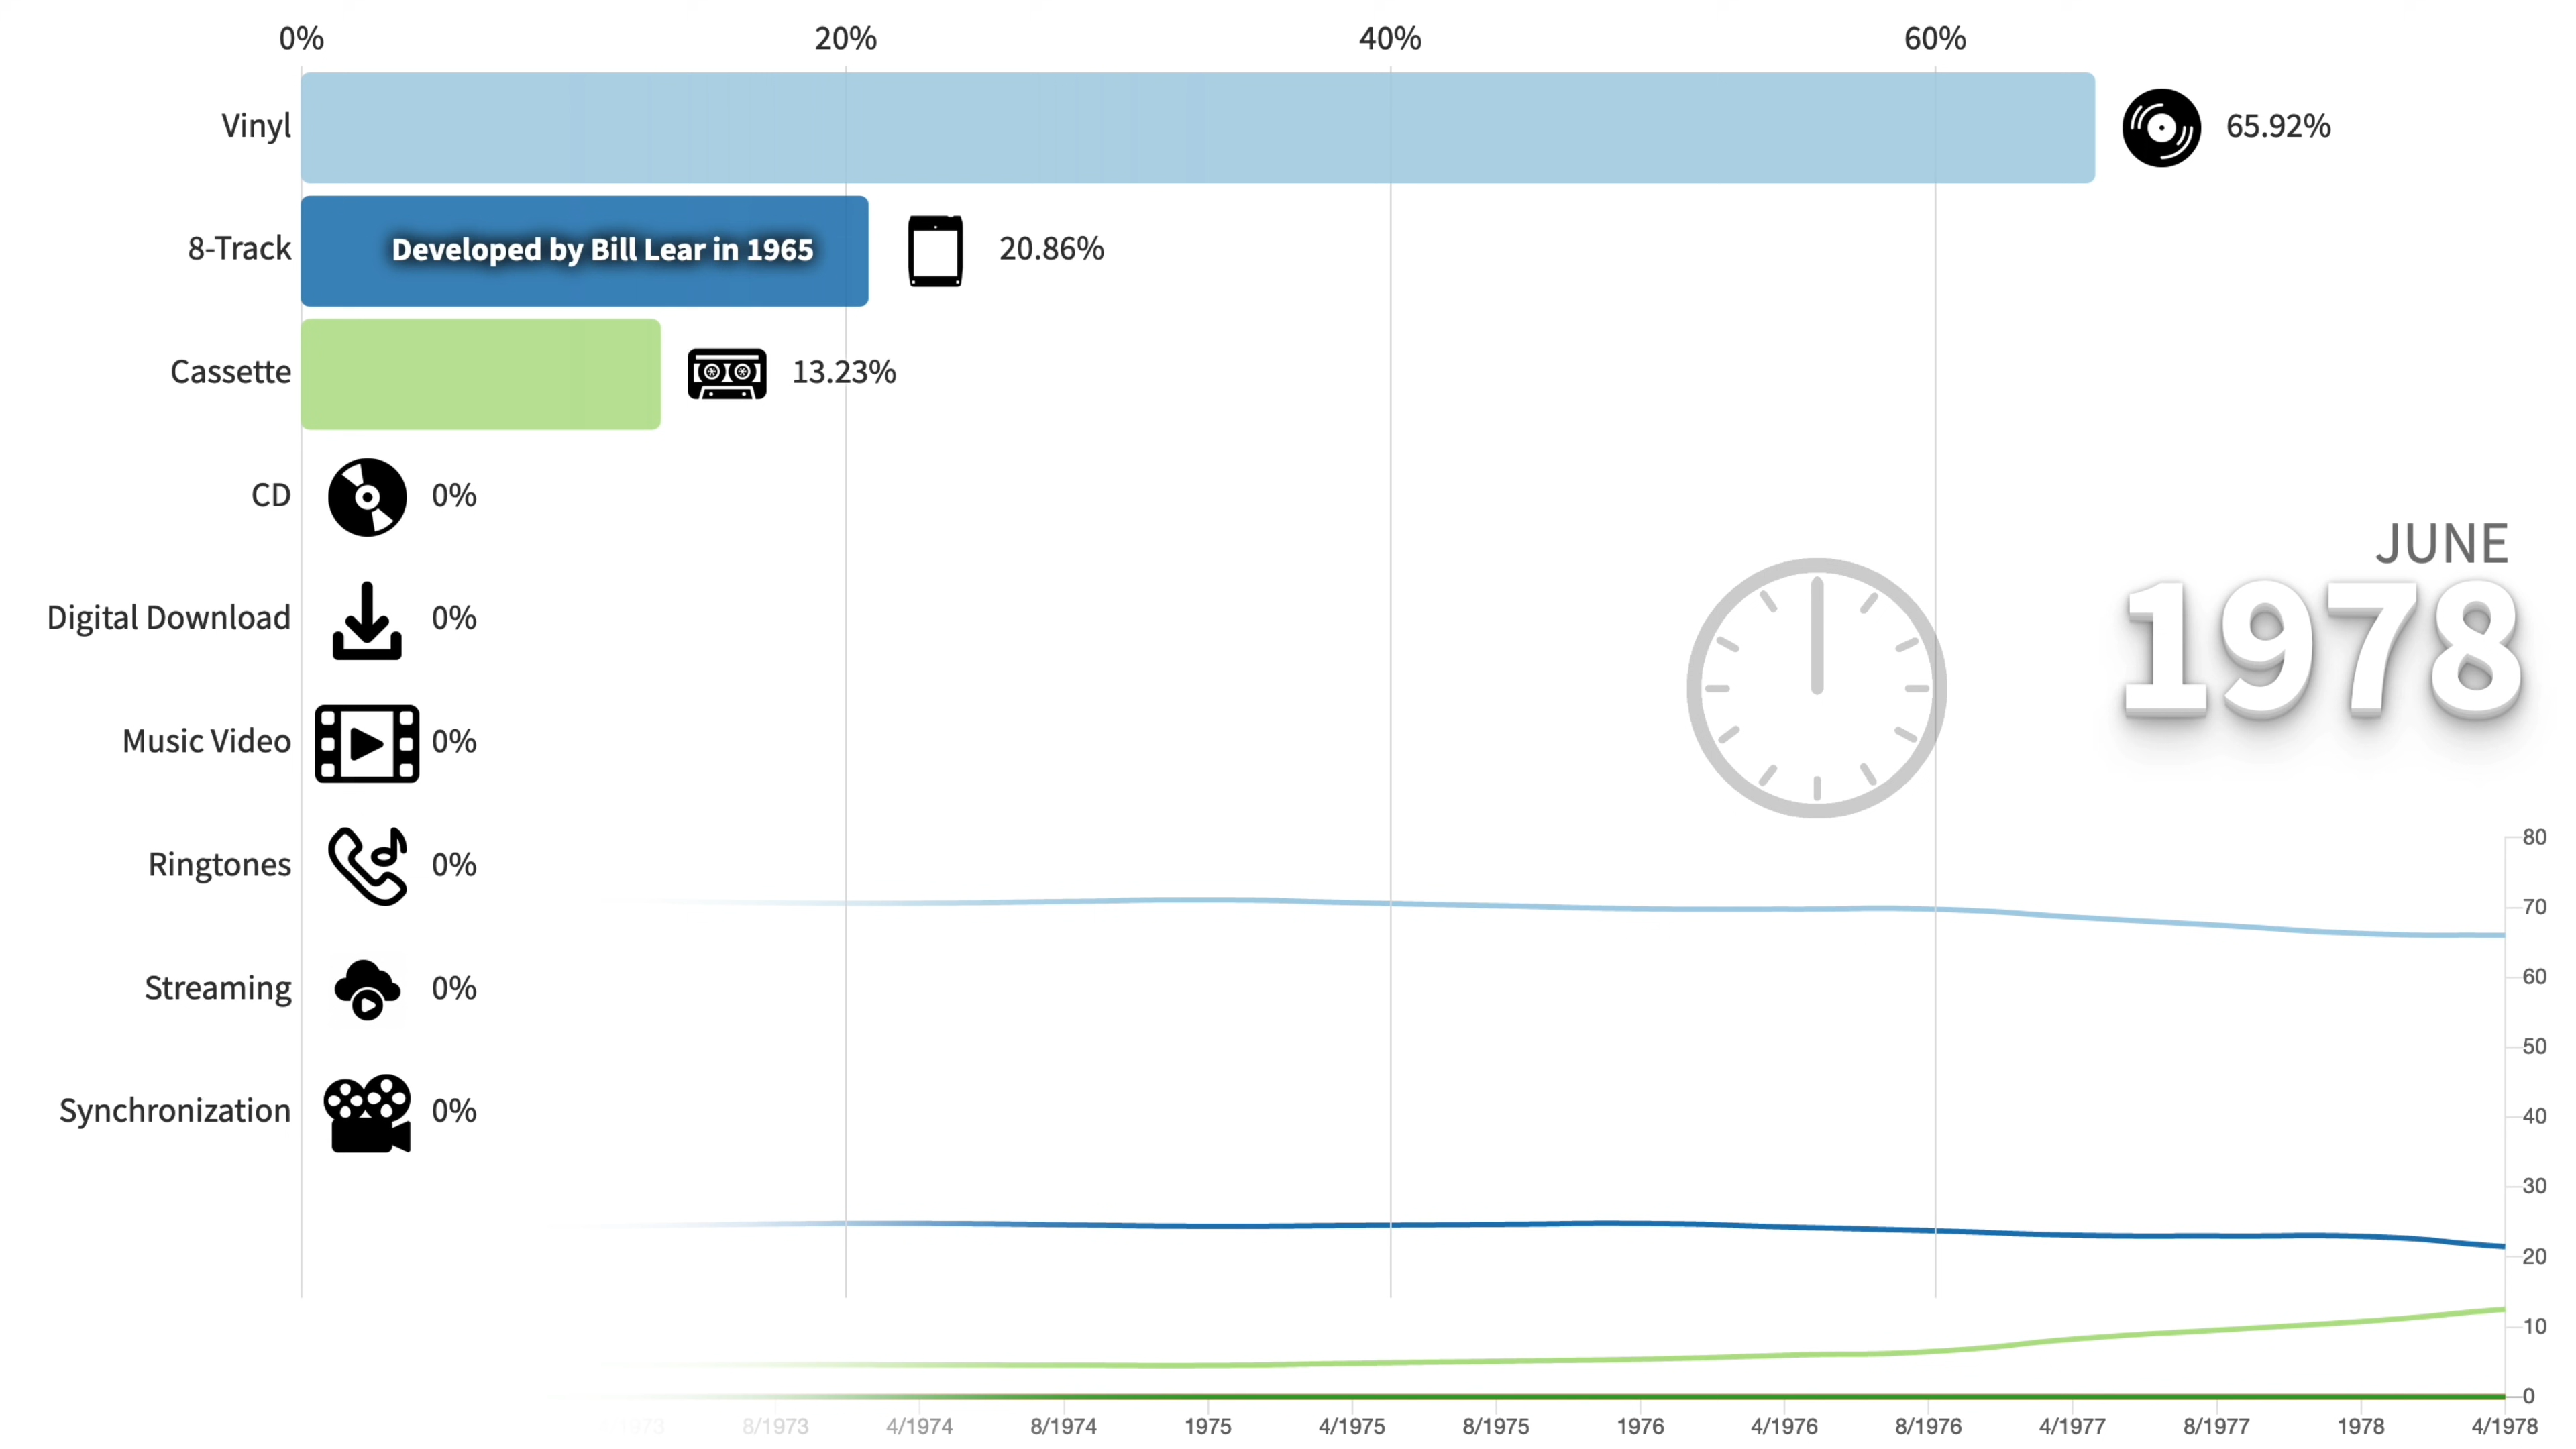 0% 20% 40% 60%
Vinyl 65.92%
8-Track Developed by Bill Lear in 1965 20.86%
Cassette 13.23%
CD 0%
Digital Download 0%
JUNE
1978
Music Video 0%
80
Ringtones 0%
70
60
Streaming 0%
50
Synchronization 0%
40
30
20
10
0
1973 8/1973 4/1974 8/1974 1975 4/1975 8/1975 1976 4/1976 8/1976 4/1977 8/1977 1978 4/1978